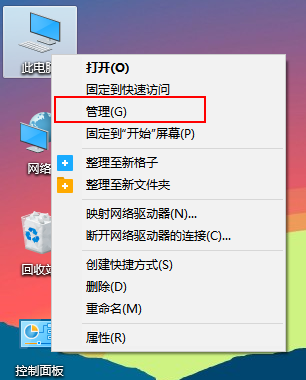 此电脑
打开(O)
固定到快速访问
管理(G)
固定到"开始"屏幕(P)
网络
整理至新格子
整理至新文件夹
映射网络驱动器(N)...
断开网络驱动器的连接(C)...
回收站
创建快捷方式(S)
删除(D)
重命名(M)
属性(R)
控制面板